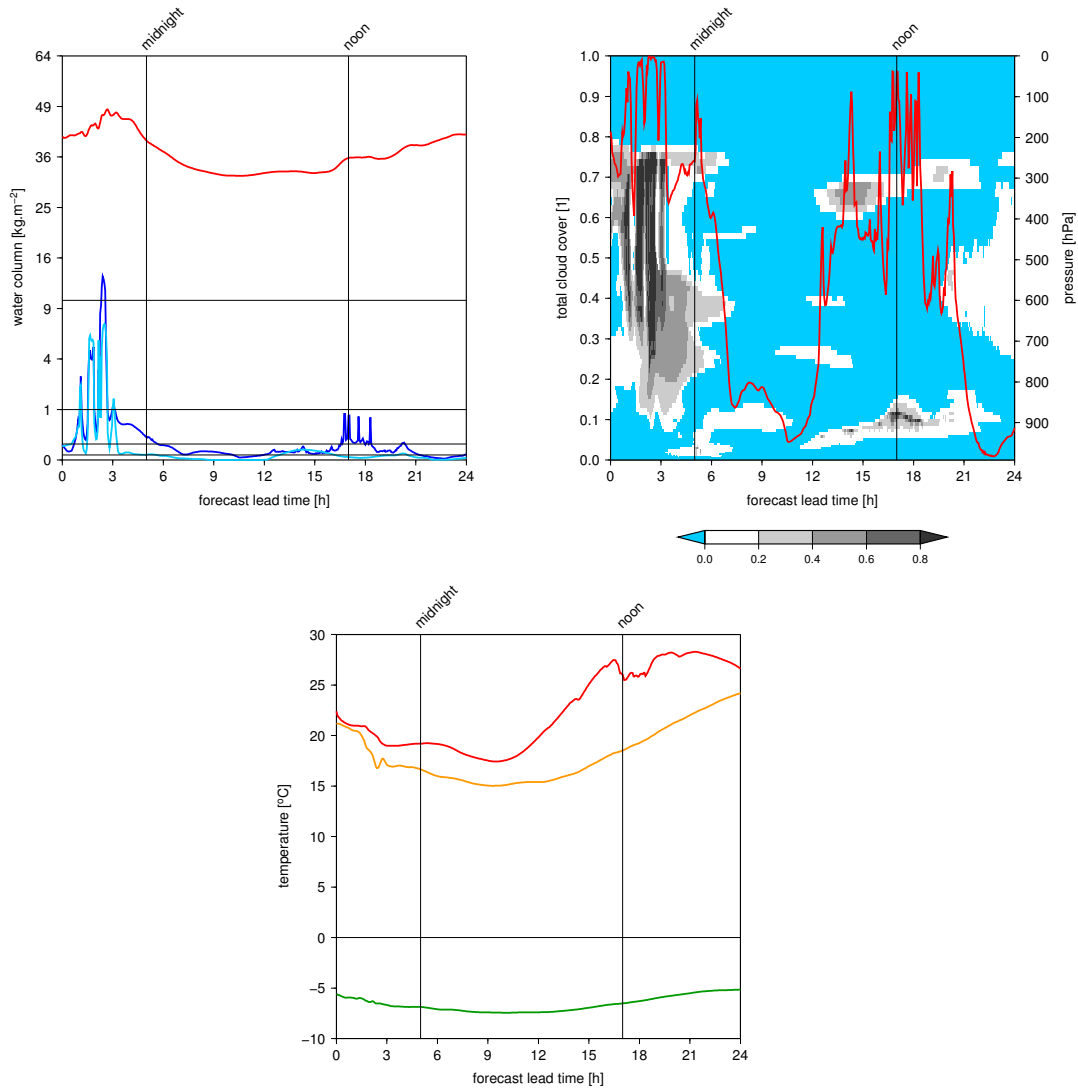 midnight
noon
64
49
36
25
16
9
4
1
0
water column [kg.m⁻²]
0 3 6 9 12 15 18 21 24
forecast lead time [h]
midnight
noon
1.0
0.9
0.8
0.7
0.6
0.5
0.4
0.3
0.2
0.1
0.0
total cloud cover [1]
0
100
200
300
400
500
600
700
800
900
pressure [hPa]
0 3 6 9 12 15 18 21 24
forecast lead time [h]
0.0 0.2 0.4 0.6 0.8
midnight
noon
30
25
20
15
10
5
0
−5
−10
temperature [°C]
0 3 6 9 12 15 18 21 24
forecast lead time [h]